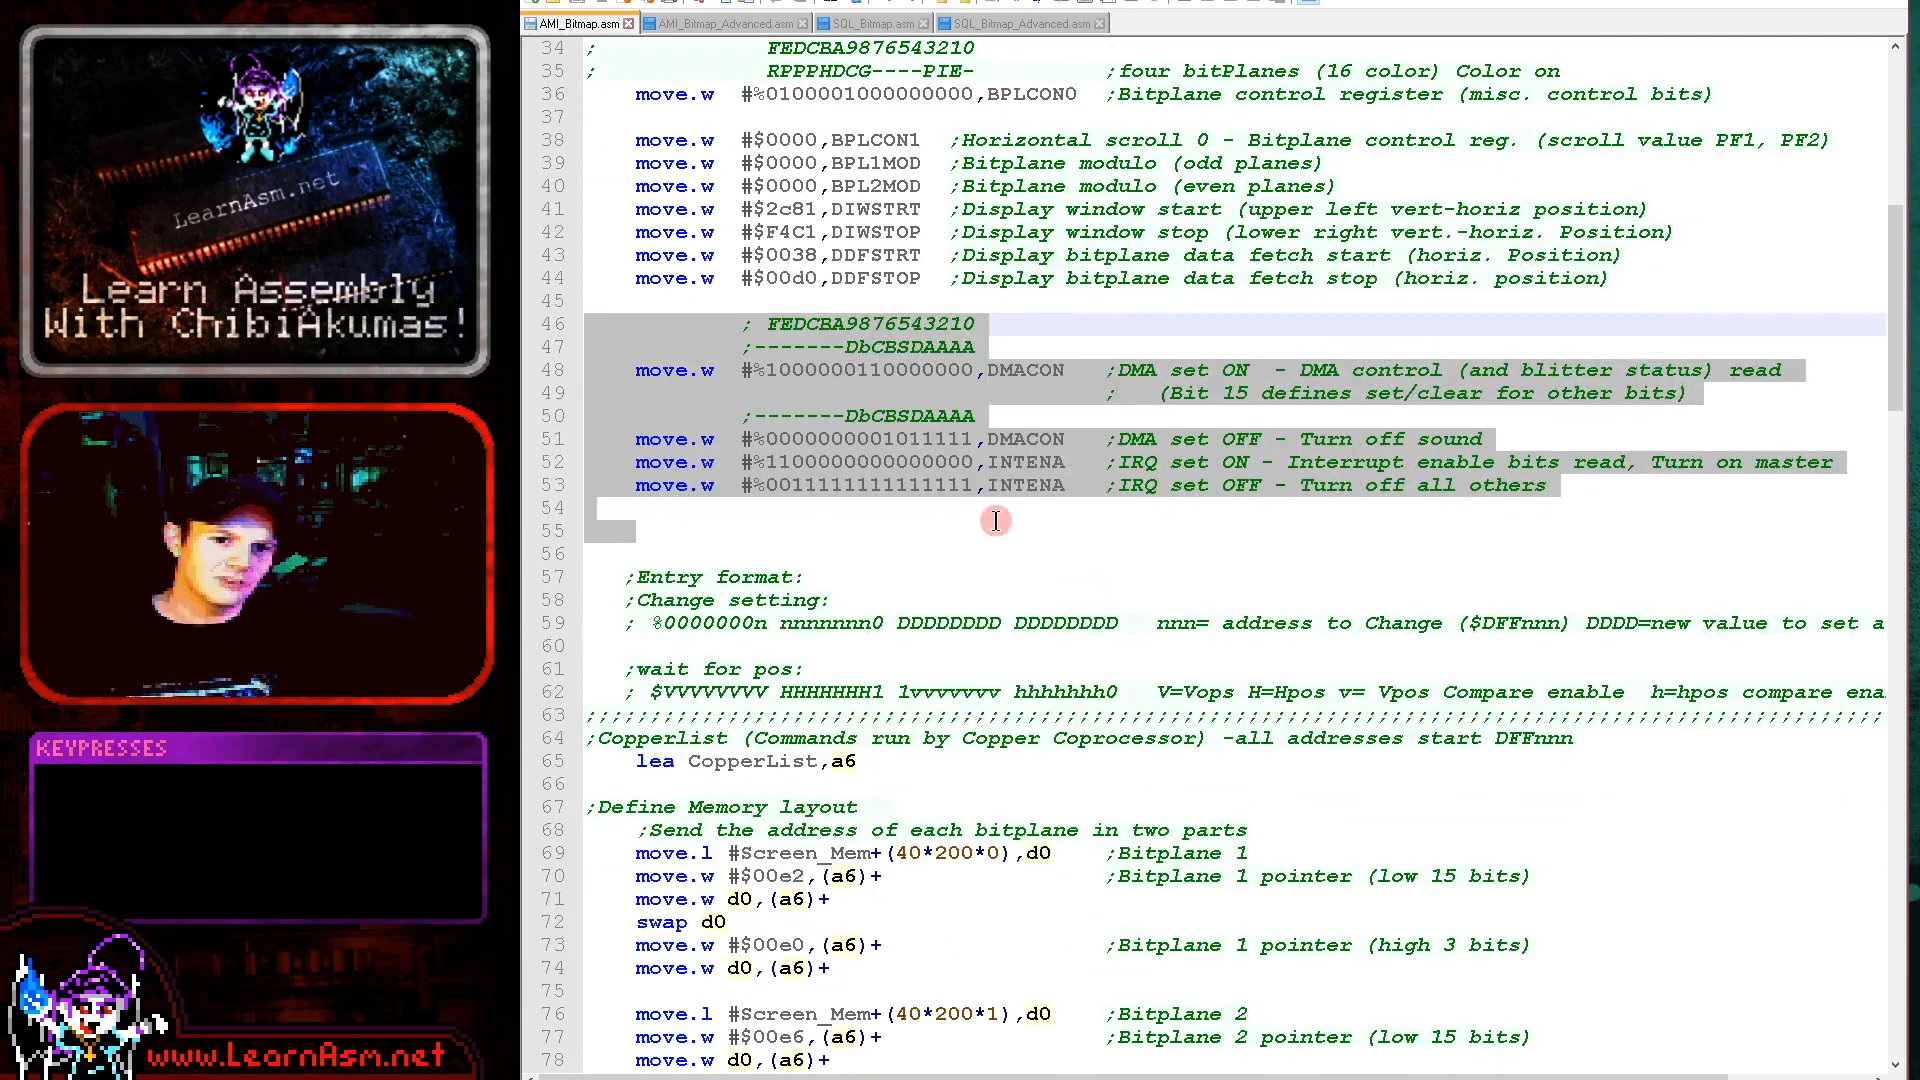 LearnAsm.net
Learn Assembly
With ChibiAkumas!
KEYPRESSES
www.LearnAsm.net
AMI_Bitmap.asm AMI_Bitmap_Advanced.asm SQL_Bitmap.asm SQL_Bitmap_Advanced.asm
34 ; FEDCBA9876543210
35 ; RPPPHDCG----PIE- ;four bitPlanes (16 color) Color on
36 move.w #%0100001000000000,BPLCON0 ;Bitplane control register (misc. control bits)
37
38 move.w #$0000,BPLCON1 ;Horizontal scroll 0 - Bitplane control reg. (scroll value PF1, PF2)
39 move.w #$0000,BPL1MOD ;Bitplane modulo (odd planes)
40 move.w #$0000,BPL2MOD ;Bitplane modulo (even planes)
41 move.w #$2c81,DIWSTRT ;Display window start (upper left vert-horiz position)
42 move.w #$F4C1,DIWSTOP ;Display window stop (lower right vert.-horiz. Position)
43 move.w #$0038,DDFSTRT ;Display bitplane data fetch start (horiz. Position)
44 move.w #$00d0,DDFSTOP ;Display bitplane data fetch stop (horiz. position)
45
46 ; FEDCBA9876543210
47 ;-------DbCBSDAAAA
48 move.w #%1000000110000000,DMACON ;DMA set ON - DMA control (and blitter status) read
49 ; (Bit 15 defines set/clear for other bits)
50 ;-------DbCBSDAAAA
51 move.w #%0000000001011111,DMACON ;DMA set OFF - Turn off sound
52 move.w #%1100000000000000,INTENA ;IRQ set ON - Interrupt enable bits read, Turn on master
53 move.w #%0011111111111111,INTENA ;IRQ set OFF - Turn off all others
54
55
56
57 ;Entry format:
58 ;Change setting:
59 ; %0000000n nnnnnnn0 DDDDDDDD DDDDDDDD nnn= address to Change ($DFFnnn) DDDD=new value to set a
60
61 ;wait for pos:
62 ; $VVVVVVVV HHHHHHH1 1vvvvvvv hhhhhhh0 V=Vops H=Hpos v= Vpos Compare enable h=hpos compare ena
63 ;;;;;;;;;;;;;;;;;;;;;;;;;;;;;;;;;;;;;;;;;;;;;;;;;;;;;;;;;;;;;;;;;;;;;;;;;;;;;;;;;;;;;;;;;;;;;;;;;;;;
64 ;Copperlist (Commands run by Copper Coprocessor) -all addresses start DFFnnn
65 lea CopperList,a6
66
67 ;Define Memory layout
68 ;Send the address of each bitplane in two parts
69 move.l #Screen_Mem+(40*200*0),d0 ;Bitplane 1
70 move.w #$00e2,(a6)+ ;Bitplane 1 pointer (low 15 bits)
71 move.w d0,(a6)+
72 swap d0
73 move.w #$00e0,(a6)+ ;Bitplane 1 pointer (high 3 bits)
74 move.w d0,(a6)+
75
76 move.l #Screen_Mem+(40*200*1),d0 ;Bitplane 2
77 move.w #$00e6,(a6)+ ;Bitplane 2 pointer (low 15 bits)
78 move.w d0,(a6)+